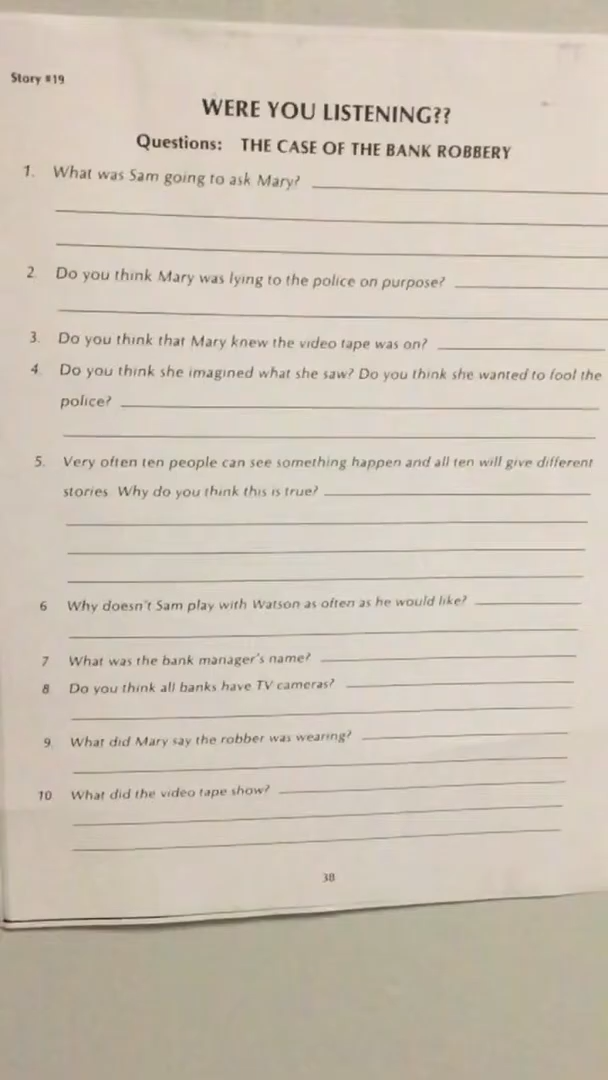 Story #19
WERE YOU LISTENING??
Questions: THE CASE OF THE BANK ROBBERY
1. What was Sam going to ask Mary?
2. Do you think Mary was lying to the police on purpose?
3. Do you think that Mary knew the video tape was on?
4. Do you think she imagined what she saw? Do you think she wanted to fool the
police?
5. Very often ten people can see something happen and all ten will give different
stories. Why do you think this is true?
6 Why doesn't Sam play with Watson as often as he would like?
7 What was the bank manager's name?
8 Do you think all banks have TV cameras?
9. What did Mary say the robber was wearing?
10 What did the video tape show?
38